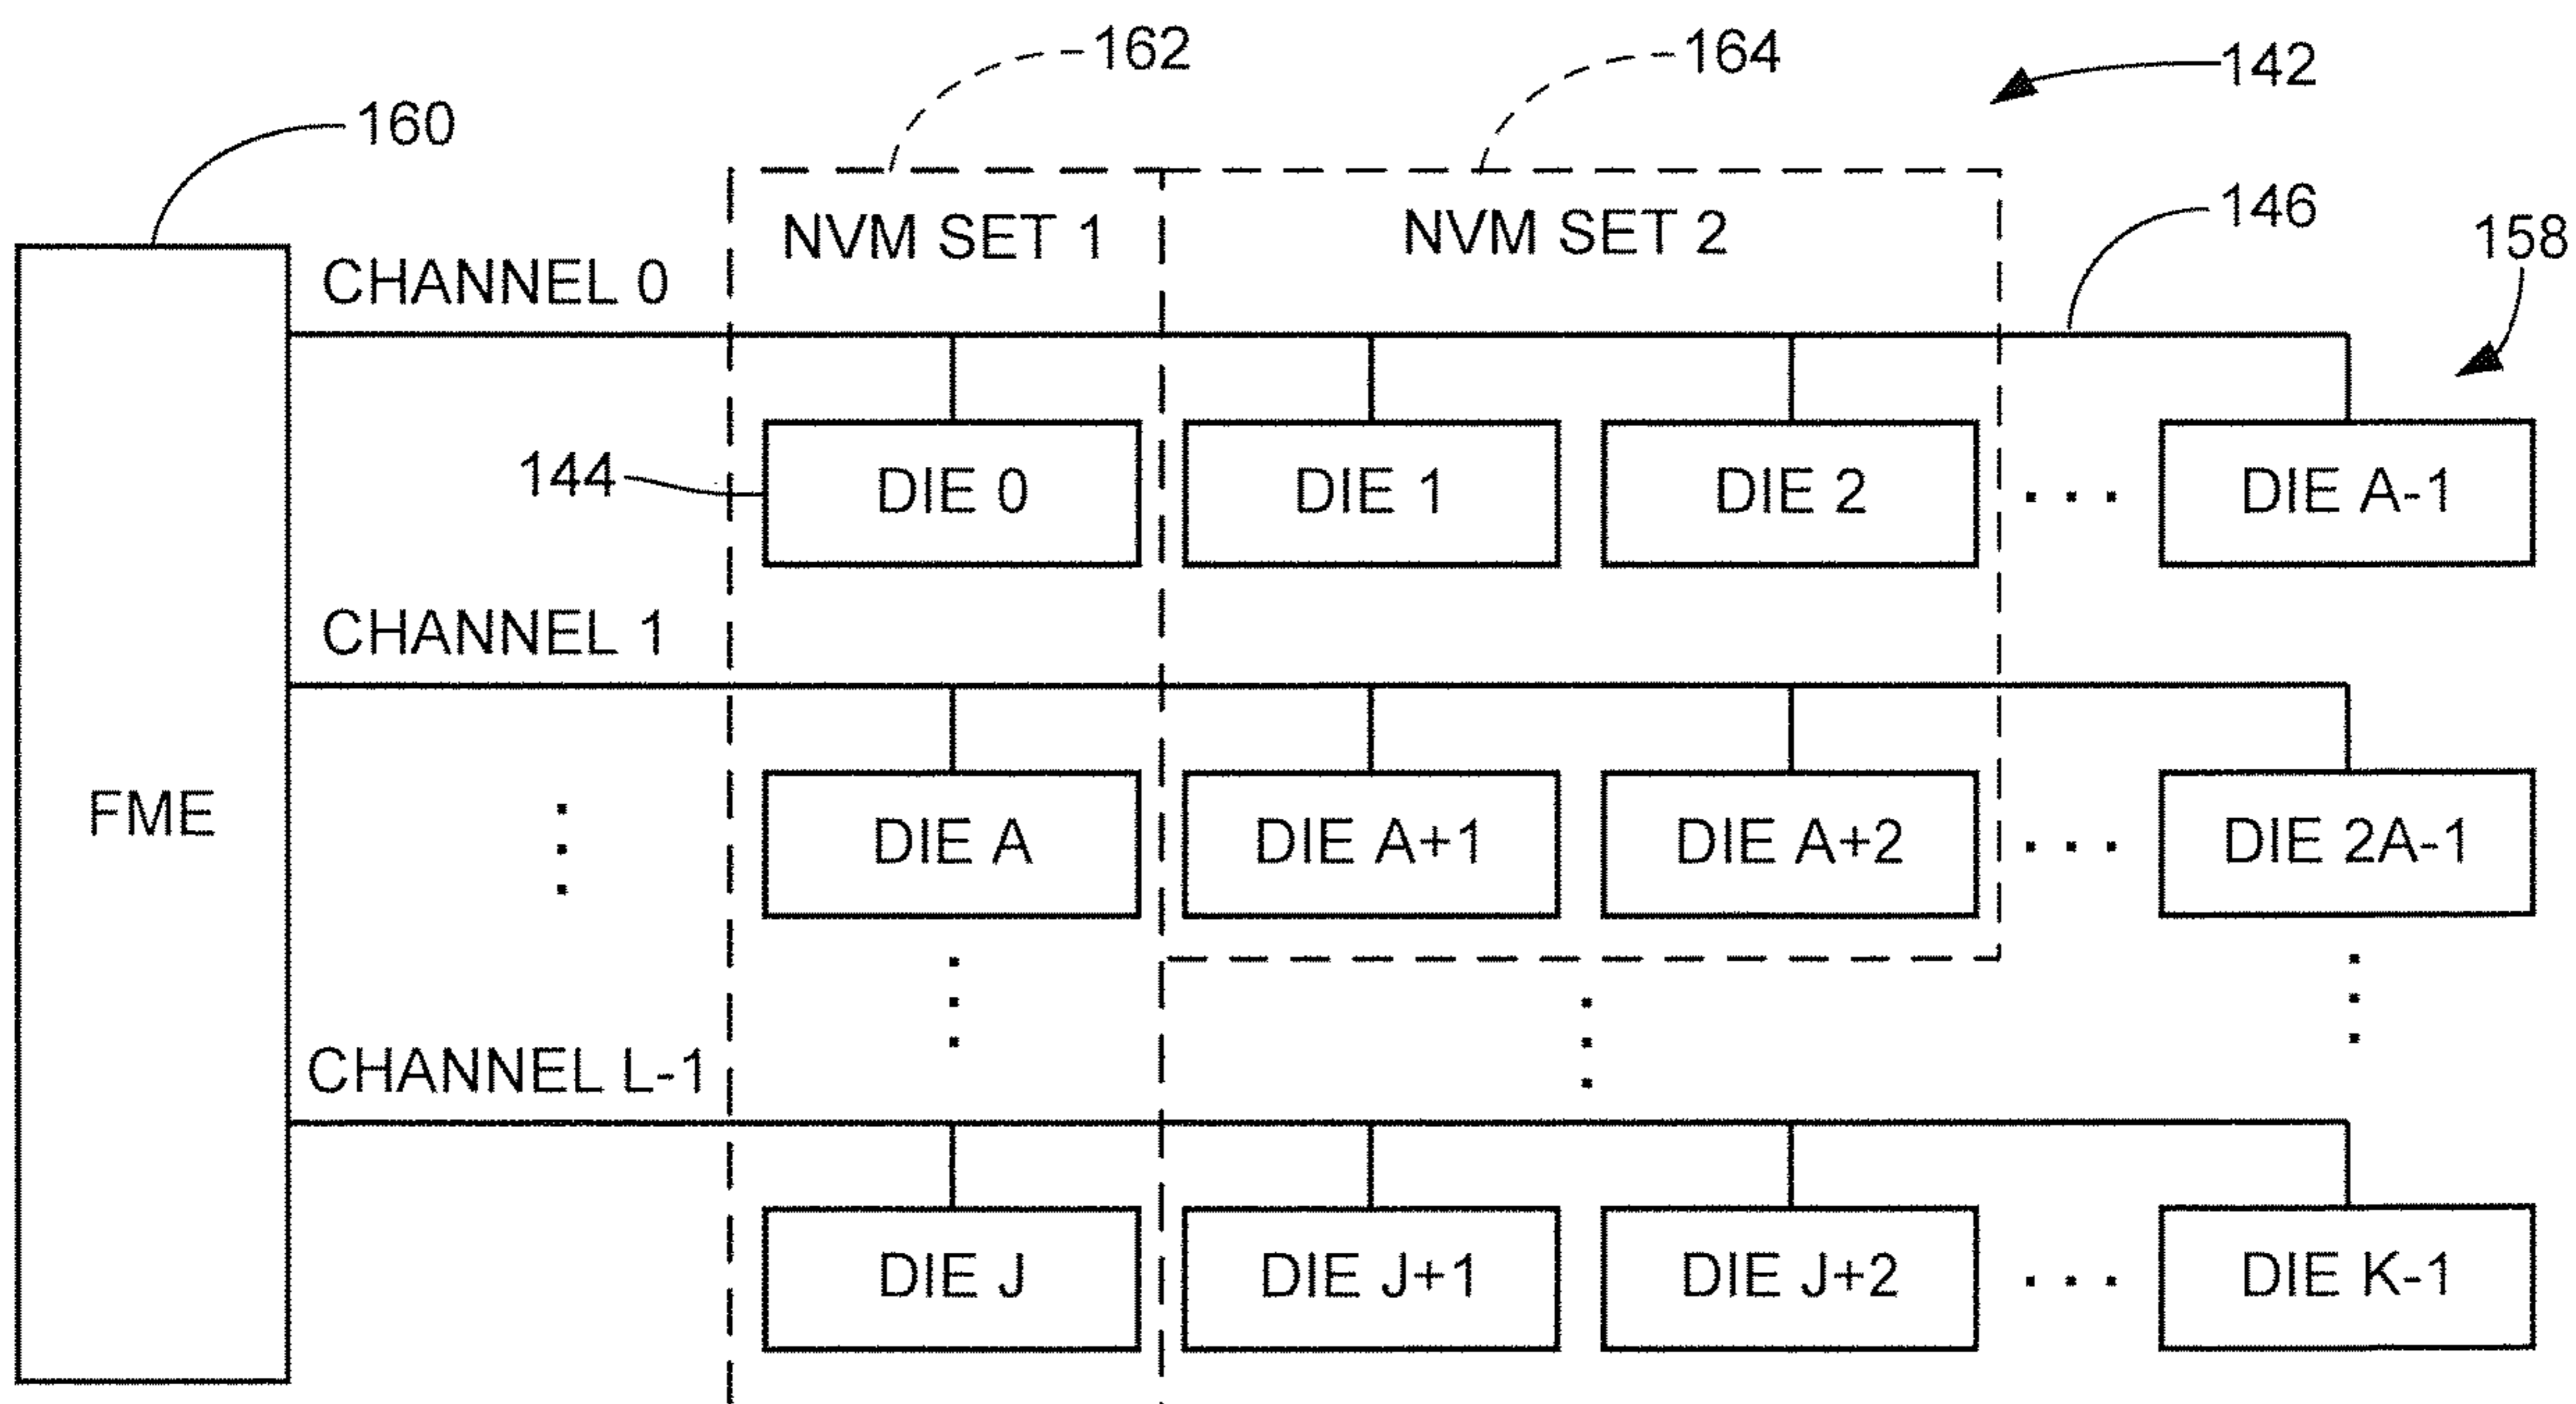 162
164
142
160
146
158
NVM SET 1
NVM SET 2
CHANNEL 0
144
DIE 0
DIE 1
DIE 2
. . .
DIE A-1
CHANNEL 1
FME
DIE A
DIE A+1
DIE A+2
. . .
DIE 2A-1
CHANNEL L-1
DIE J
DIE J+1
DIE J+2
. . .
DIE K-1